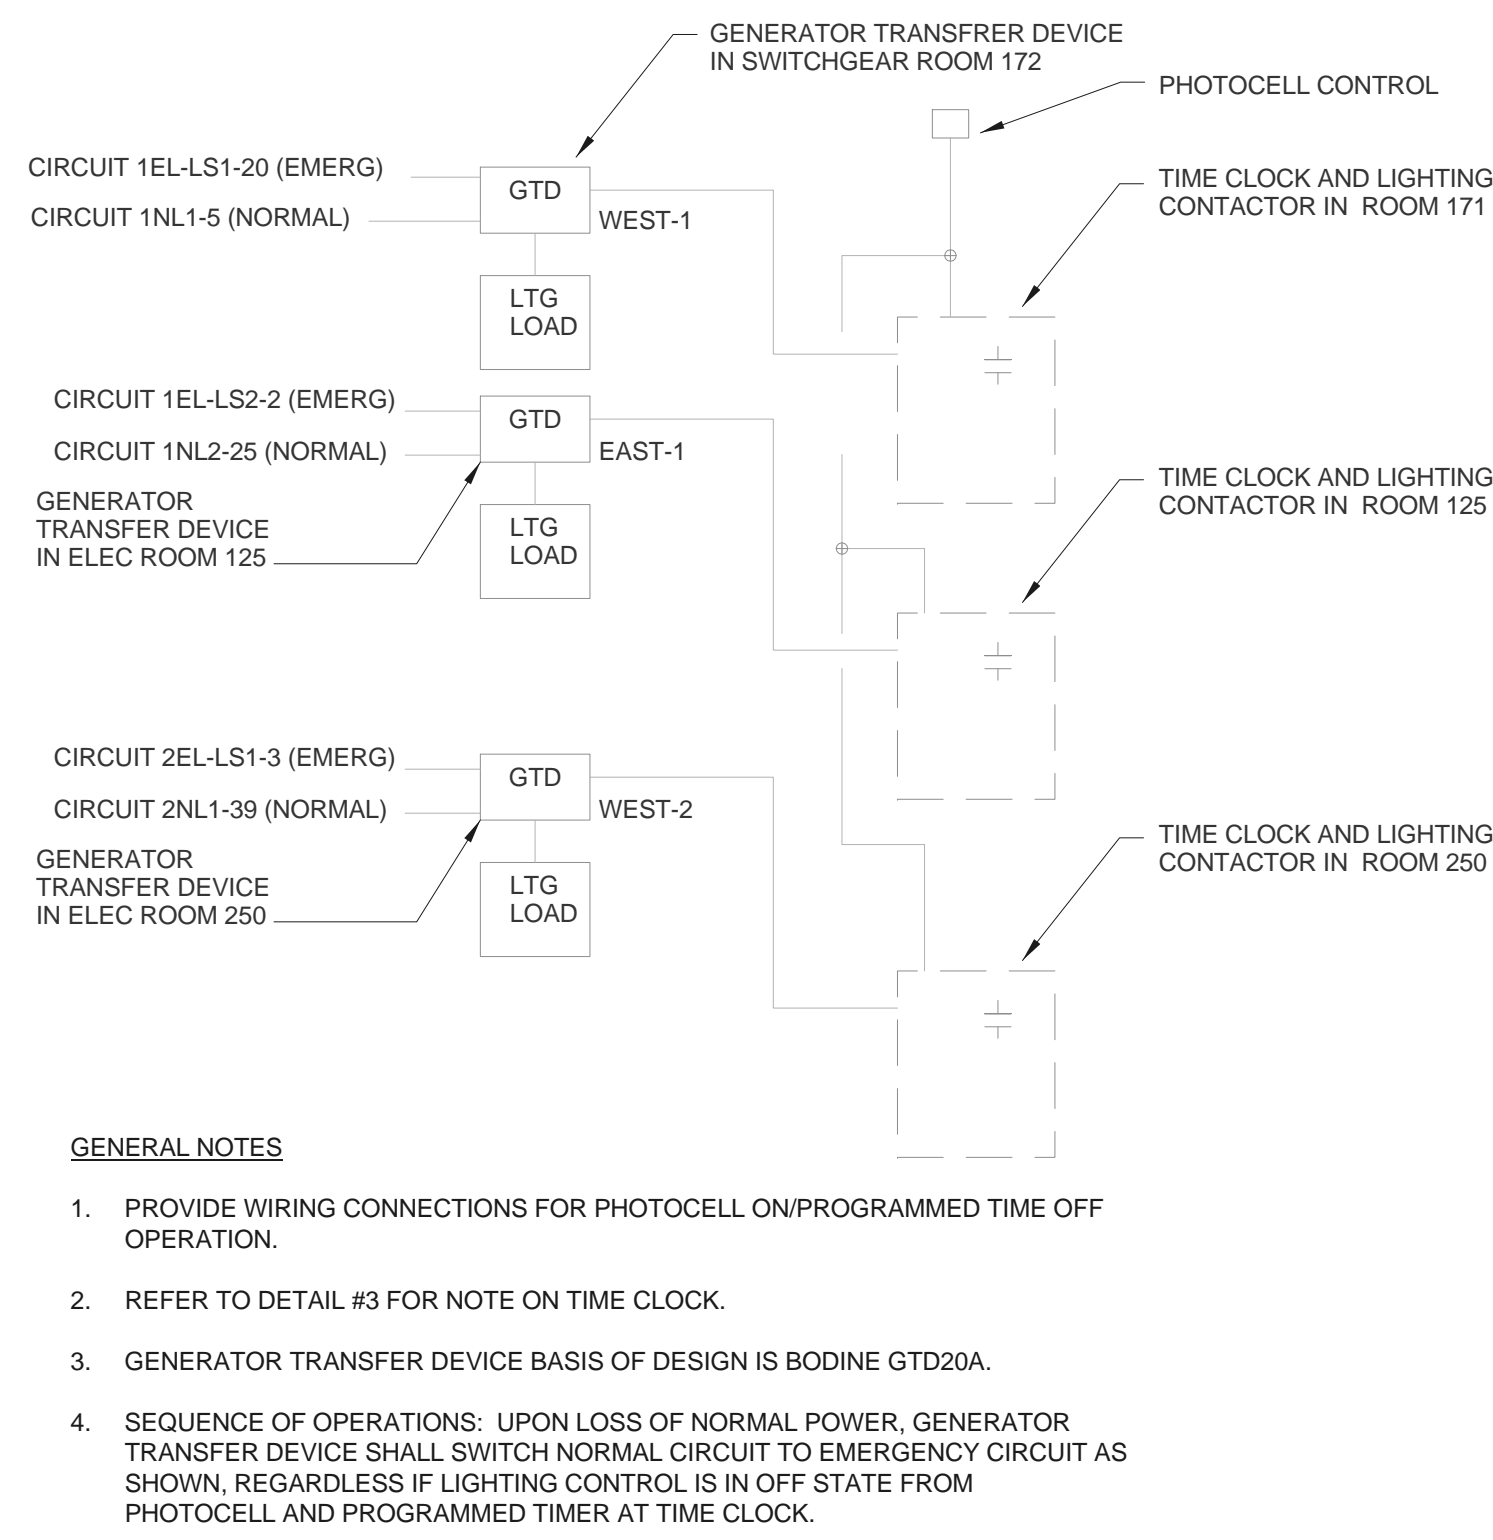 GENERATOR TRANSFRER DEVICE
IN SWITCHGEAR ROOM 172
PHOTOCELL CONTROL
CIRCUIT 1EL-LS1-20 (EMERG)
CIRCUIT 1NL1-5 (NORMAL)
GTD
WEST-1
LTG
LOAD
TIME CLOCK AND LIGHTING
CONTACTOR IN ROOM 171
CIRCUIT 1EL-LS2-2 (EMERG)
CIRCUIT 1NL2-25 (NORMAL)
GTD
EAST-1
GENERATOR
TRANSFER DEVICE
IN ELEC ROOM 125
LTG
LOAD
TIME CLOCK AND LIGHTING
CONTACTOR IN ROOM 125
CIRCUIT 2EL-LS1-3 (EMERG)
CIRCUIT 2NL1-39 (NORMAL)
GTD
WEST-2
GENERATOR
TRANSFER DEVICE
IN ELEC ROOM 250
LTG
LOAD
TIME CLOCK AND LIGHTING
CONTACTOR IN ROOM 250
GENERAL NOTES
1. PROVIDE WIRING CONNECTIONS FOR PHOTOCELL ON/PROGRAMMED TIME OFF
OPERATION.
2. REFER TO DETAIL #3 FOR NOTE ON TIME CLOCK.
3. GENERATOR TRANSFER DEVICE BASIS OF DESIGN IS BODINE GTD20A.
4. SEQUENCE OF OPERATIONS: UPON LOSS OF NORMAL POWER, GENERATOR
TRANSFER DEVICE SHALL SWITCH NORMAL CIRCUIT TO EMERGENCY CIRCUIT AS
SHOWN, REGARDLESS IF LIGHTING CONTROL IS IN OFF STATE FROM
PHOTOCELL AND PROGRAMMED TIMER AT TIME CLOCK.